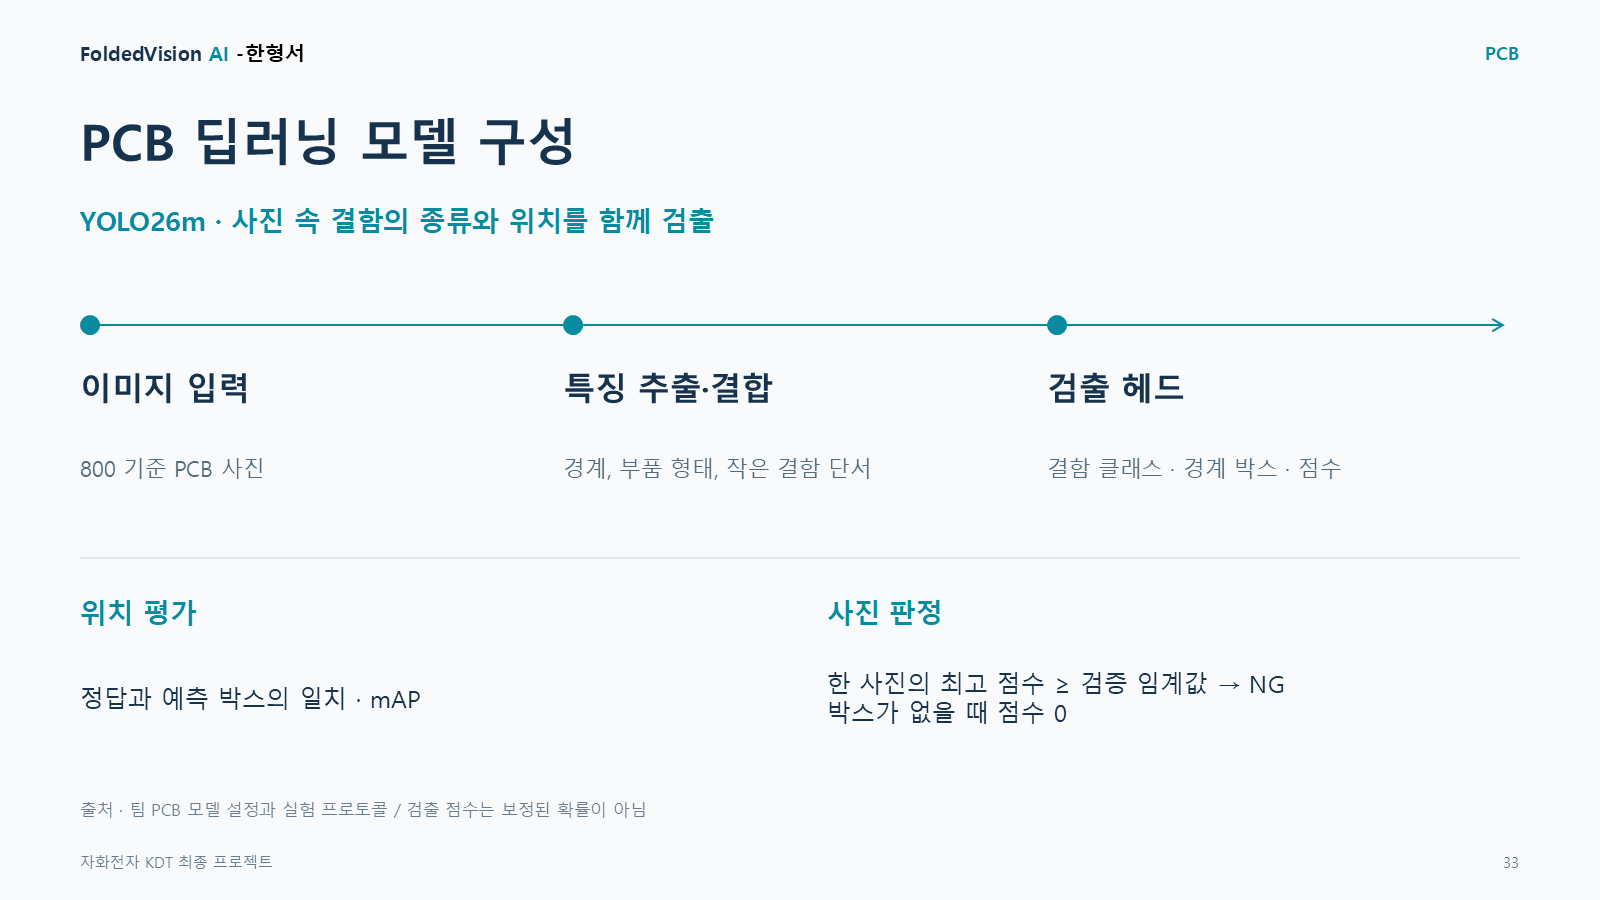 FoldedVision AI -한형서
PCB
PCB 딥러닝 모델 구성
YOLO26m · 사진 속 결함의 종류와 위치를 함께 검출
이미지 입력
특징 추출·결합
검출 헤드
800 기준 PCB 사진
경계, 부품 형태, 작은 결함 단서
결함 클래스 · 경계 박스 · 점수
위치 평가
사진 판정
정답과 예측 박스의 일치 · mAP
한 사진의 최고 점수 ≥ 검증 임계값 → NG
박스가 없을 때 점수 0
출처 · 팀 PCB 모델 설정과 실험 프로토콜 / 검출 점수는 보정된 확률이 아님
자화전자 KDT 최종 프로젝트
33